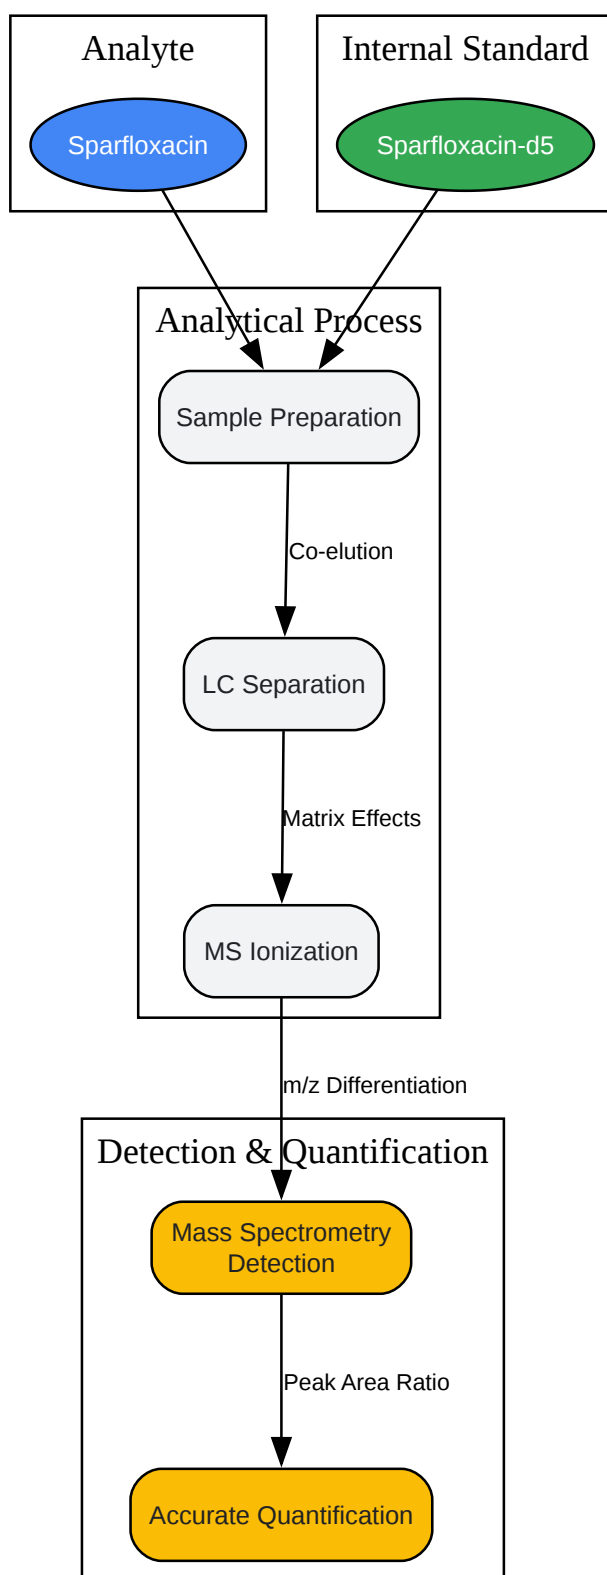 Analyte
Internal Standard
Sparfloxacin
Sparfloxacin-d5
Analytical Process
Sample Preparation
Co-elution
LC Separation
Matrix Effects
MS Ionization
m/z Differentiation
Detection & Quantification
Mass Spectrometry
Detection
Peak Area Ratio
Accurate Quantification